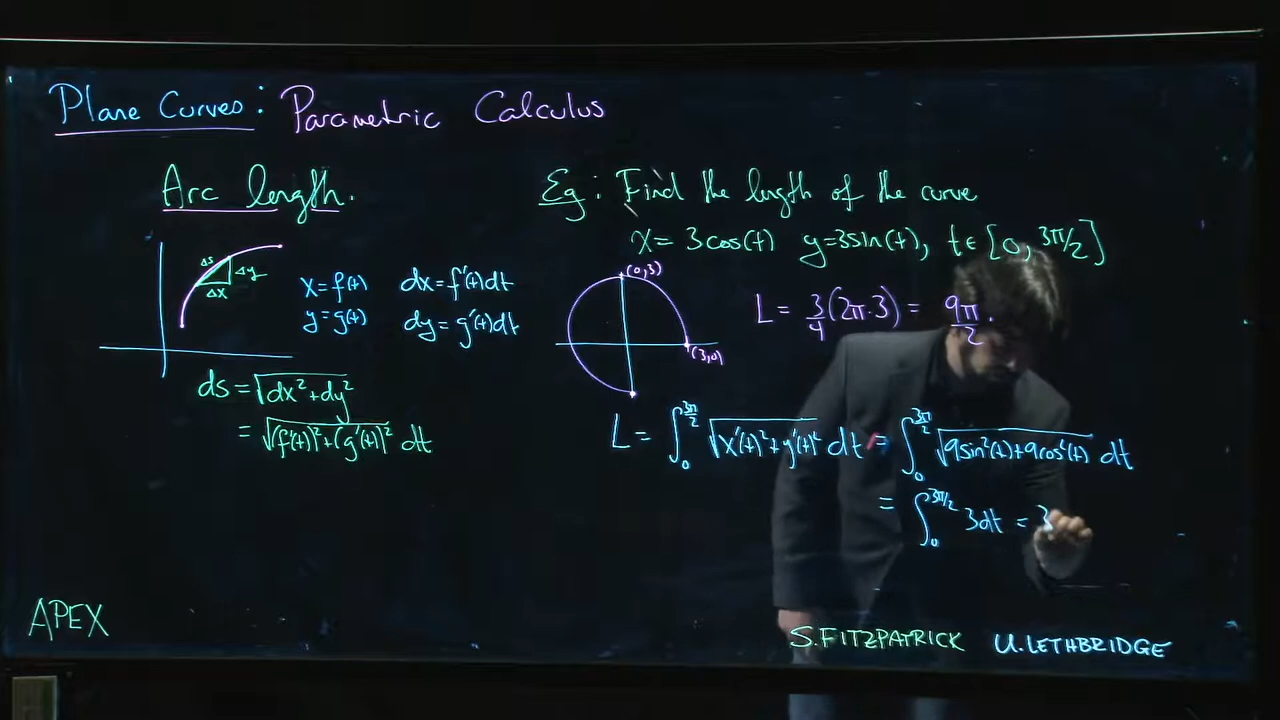 Plane Curves: Parametric Calculus
Arc length.
Δs
Δy
Δx
x=f(t) dx=f'(t)dt
y=g(t) dy=g'(t)dt
ds = √(dx²+dy²)
= √(f'(t))²+(g'(t))² dt
Eg: Find the length of the curve
x=3cos(t) y=3sin(t), t∈[0, 3π/2]
(0,3)
(3,0)
L = 3/4 (2π·3) = 9π/2.
L = ∫₀^{3π/2} √(x'(t)²+y'(t)²) dt = ∫₀^{3π/2} √(9sin²(t)+9cos²(t)) dt
= ∫₀^{3π/2} 3dt = 3
APEX
S.FITZPATRICK U.LETHBRIDGE